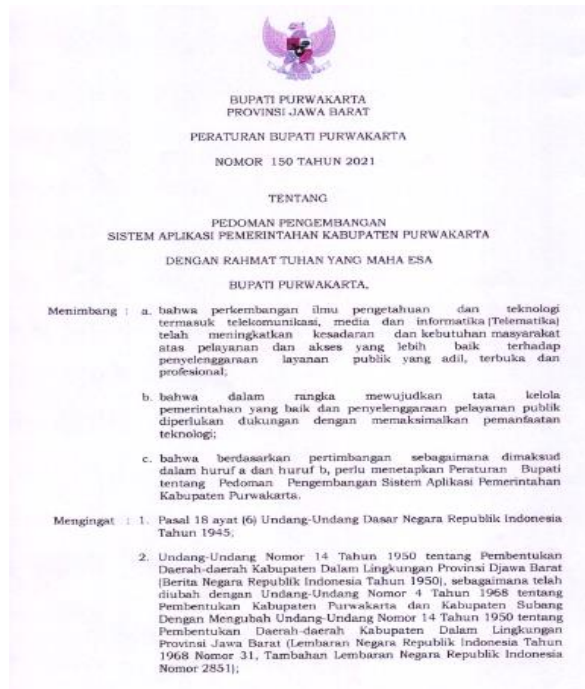 BUPATI PURWAKARTA
PROVINSI JAWA BARAT
PERATURAN BUPATI PURWAKARTA
NOMOR 150 TAHUN 2021
TENTANG
PEDOMAN PENGEMBANGAN
SISTEM APLIKASI PEMERINTAHAN KABUPATEN PURWAKARTA
DENGAN RAHMAT TUHAN YANG MAHA ESA
BUPATI PURWAKARTA,
Menimbang : a. bahwa perkembangan ilmu pengetahuan dan teknologi
termasuk telekomunikasi, media dan informatika (Telematika)
telah meningkatkan kesadaran dan kebutuhan masyarakat
atas pelayanan dan akses yang lebih baik terhadap
penyelenggaraan layanan publik yang adil, terbuka dan
profesional;
b. bahwa dalam rangka mewujudkan tata kelola
pemerintahan yang baik dan penyelenggaraan pelayanan publik
diperlukan dukungan dengan memaksimalkan pemanfaatan
teknologi;
c. bahwa berdasarkan pertimbangan sebagaimana dimaksud
dalam huruf a dan huruf b, perlu menetapkan Peraturan Bupati
tentang Pedoman Pengembangan Sistem Aplikasi Pemerintahan
Kabupaten Purwakarta.
Mengingat : 1. Pasal 18 ayat (6) Undang-Undang Dasar Negara Republik Indonesia
Tahun 1945;
2. Undang-Undang Nomor 14 Tahun 1950 tentang Pembentukan
Daerah-daerah Kabupaten Dalam Lingkungan Provinsi Djawa Barat
(Berita Negara Republik Indonesia Tahun 1950), sebagaimana telah
diubah dengan Undang-Undang Nomor 4 Tahun 1968 tentang
Pembentukan Kabupaten Purwakarta dan Kabupaten Subang
Dengan Mengubah Undang-Undang Nomor 14 Tahun 1950 tentang
Pembentukan Daerah-daerah Kabupaten Dalam Lingkungan
Provinsi Jawa Barat (Lembaran Negara Republik Indonesia Tahun
1968 Nomor 31, Tambahan Lembaran Negara Republik Indonesia
Nomor 2851);